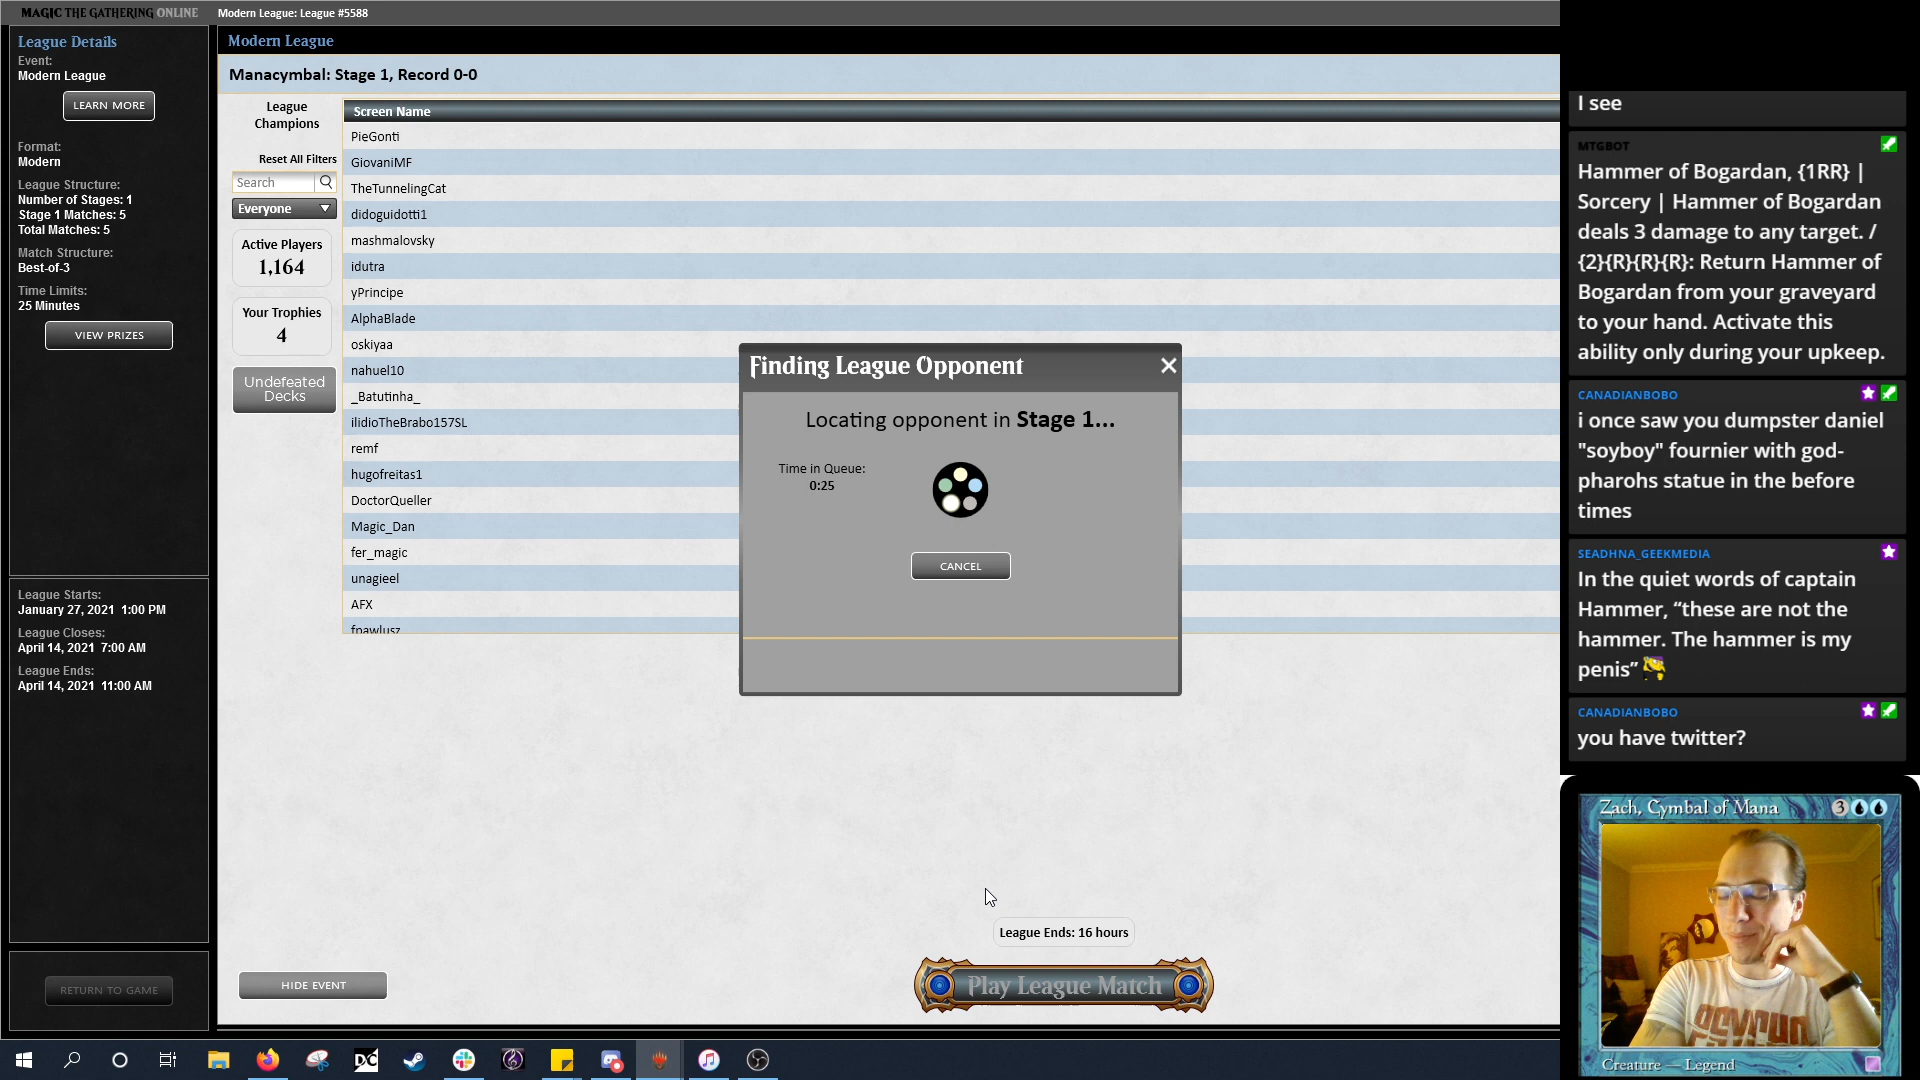 MAGIC THE GATHERING ONLINE
Modern League: League #5588
League Details
Event:
Modern League
LEARN MORE
Format:
Modern
League Structure:
Number of Stages: 1
Stage 1 Matches: 5
Total Matches: 5
Match Structure:
Best-of-3
Time Limits:
25 Minutes
VIEW PRIZES
League Starts:
January 27, 2021 1:00 PM
League Closes:
April 14, 2021 7:00 AM
League Ends:
April 14, 2021 11:00 AM
RETURN TO GAME
Modern League
Manacymbal: Stage 1, Record 0-0
League
Champions
Reset All Filters
Search
Everyone
Active Players
1,164
Your Trophies
4
Undefeated
Decks
Screen Name
PieGonti
GiovaniMF
TheTunnelingCat
didoguidotti1
mashmalovsky
idutra
yPrincipe
AlphaBlade
oskiyaa
nahuel10
_Batutinha_
ilidioTheBrabo157SL
remf
hugofreitas1
DoctorQueller
Magic_Dan
fer_magic
unagieel
AFX
fpawlusz
Finding League Opponent
Locating opponent in Stage 1...
Time in Queue:
0:25
CANCEL
League Ends: 16 hours
HIDE EVENT
Play League Match
I see
MTGBOT
Hammer of Bogardan, {1RR} |
Sorcery | Hammer of Bogardan
deals 3 damage to any target. /
{2}{R}{R}{R}: Return Hammer of
Bogardan from your graveyard
to your hand. Activate this
ability only during your upkeep.
CANADIANBOBO
i once saw you dumpster daniel
"soyboy" fournier with god-
pharohs statue in the before
times
SEADHNA_GEEKMEDIA
In the quiet words of captain
Hammer, “these are not the
hammer. The hammer is my
penis”
CANADIANBOBO
you have twitter?
Zach, Cymbal of Mana
3
Creature — Legend
DC